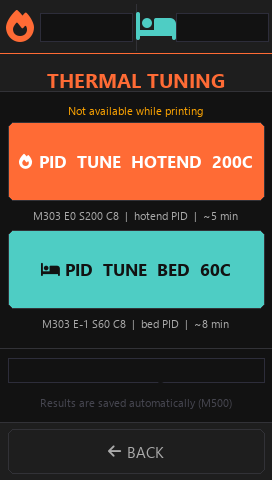 THERMAL TUNING
Not available while printing
PID TUNE HOTEND 200C
M303 E0 S200 C8 | hotend PID | ~5 min
PID TUNE BED 60C
M303 E-1 S60 C8 | bed PID | ~8 min
Results are saved automatically (M500)
← BACK